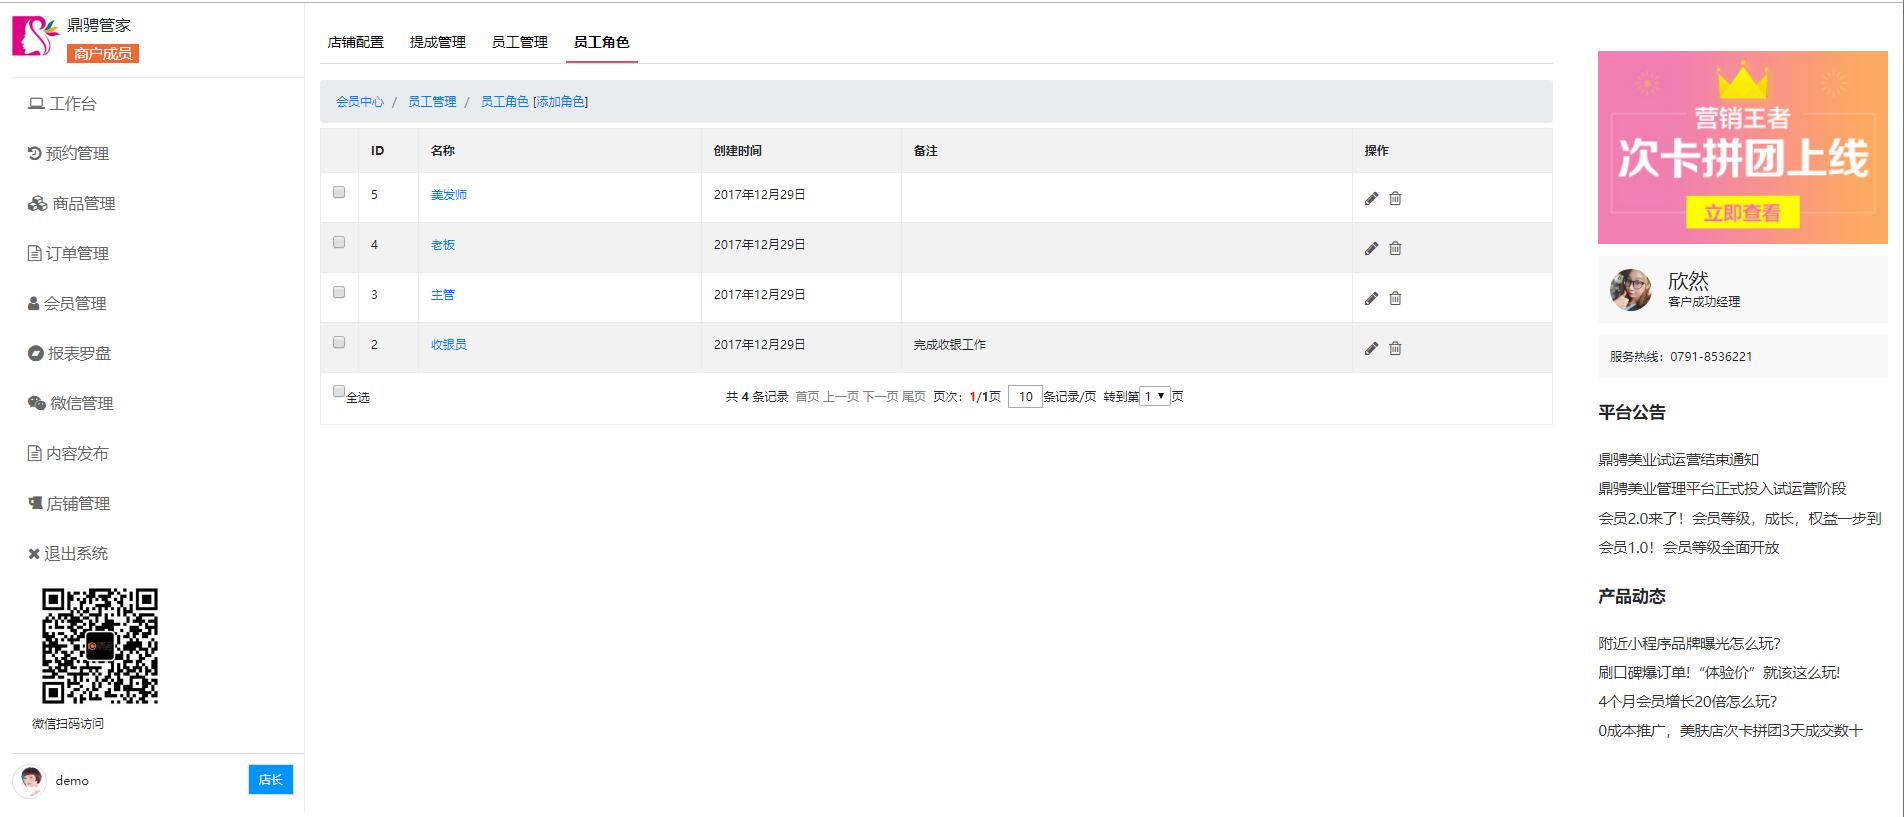 鼎骋管家
商户成员
工作台
预约管理
商品管理
订单管理
会员管理
报表罗盘
微信管理
内容发布
店铺管理
退出系统
微信扫码访问
demo
店长
店铺配置 提成管理 员工管理 员工角色
会员中心 / 员工管理 / 员工角色 [添加角色]
ID 名称 创建时间 备注 操作
5 美发师 2017年12月29日
4 老板 2017年12月29日
3 主管 2017年12月29日
2 收银员 2017年12月29日 完成收银工作
全选 共 4 条记录 首页 上一页 下一页 尾页 页次：1/1页 10 条记录/页 转到第 1 页
营销王者
次卡拼团上线
立即查看
欣然
客户成功经理
服务热线：0791-8536221
平台公告
鼎骋美业试运营结束通知
鼎骋美业管理平台正式投入试运营阶段
会员2.0来了！会员等级，成长，权益一步到
会员1.0！会员等级全面开放
产品动态
附近小程序品牌曝光怎么玩?
刷口碑爆订单!“体验价”就该这么玩!
4个月会员增长20倍怎么玩?
0成本推广，美肤店次卡拼团3天成交数十